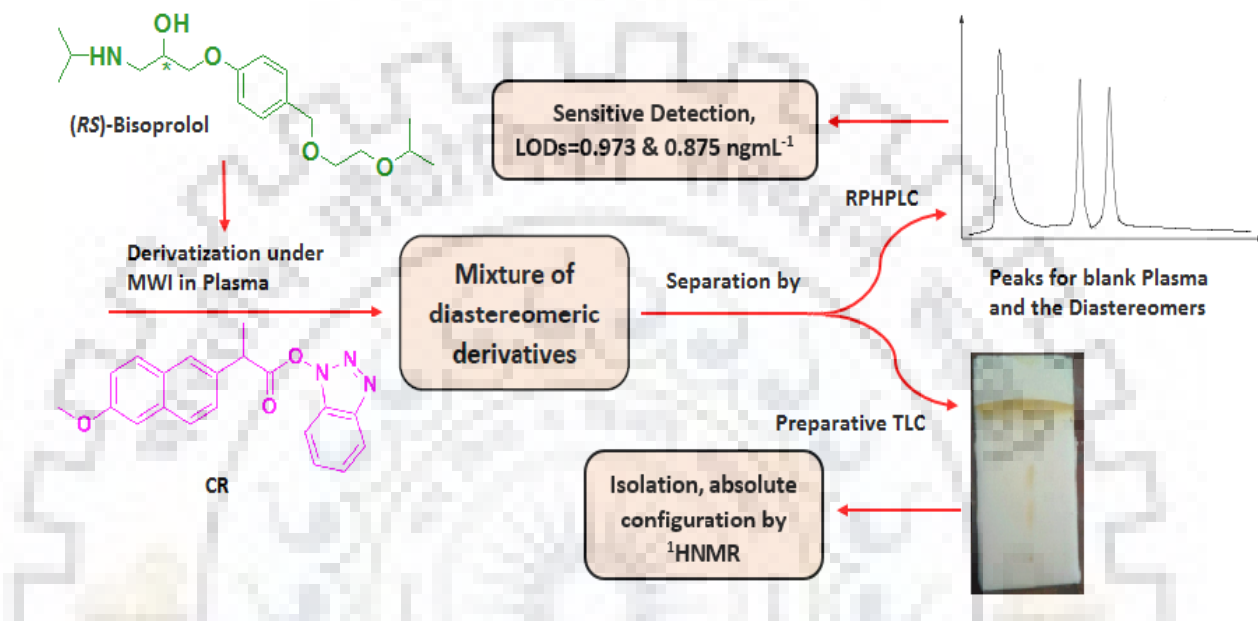 OH
HN
*
O
(RS)-Bisoprolol
O
O
Derivatization under
MWI in Plasma
O
N
N
N
O
O
CR
Mixture of
diastereomeric
derivatives
Separation by
RPHPLC
Preparative TLC
Sensitive Detection,
LODs=0.973 & 0.875 ngmL⁻¹
Peaks for blank Plasma
and the Diastereomers
Isolation, absolute
configuration by
¹HNMR